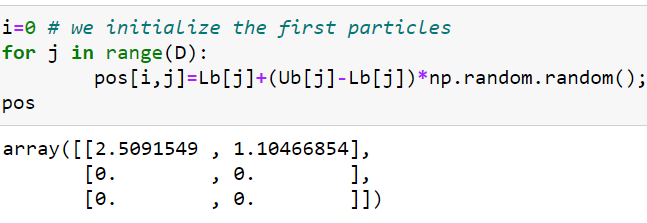 i=0 # we initialize the first particles
for j in range(D):
        pos[i,j]=Lb[j]+(Ub[j]-Lb[j])*np.random.random();
pos
array([[2.5091549 , 1.10466854],
       [0.        , 0.        ],
       [0.        , 0.        ]])